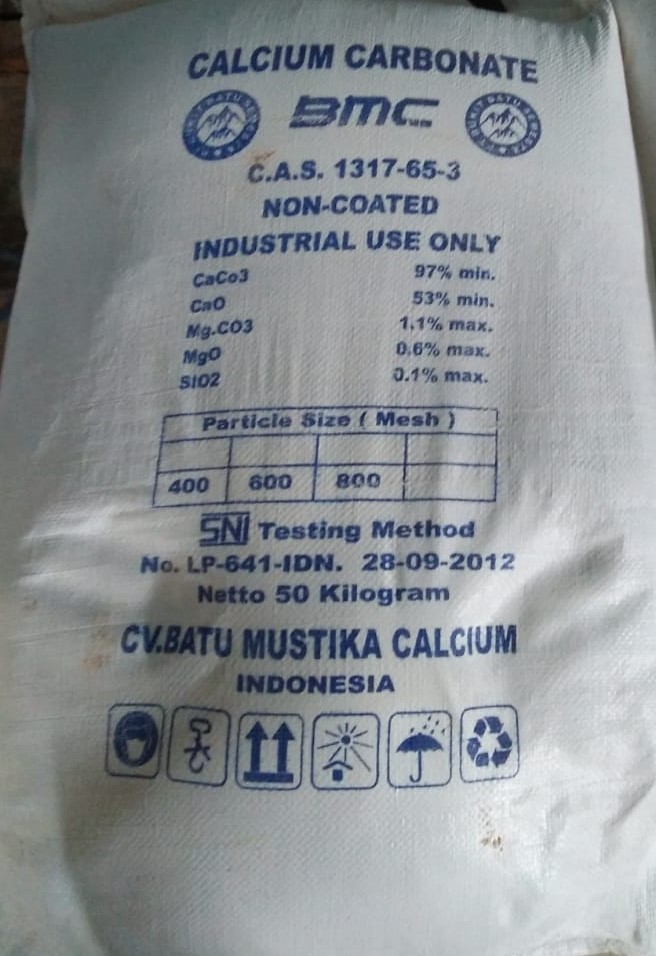 CALCIUM CARBONATE
BMC
C.A.S. 1317-65-3
NON-COATED
INDUSTRIAL USE ONLY
CaCo3 97% min.
CaO 53% min.
Mg.CO3 1.1% max.
MgO 0.6% max.
SIO2 0.1% max.
Particle Size ( Mesh )
400 600 800
SNI Testing Method
No. LP-641-IDN. 28-09-2012
Netto 50 Kilogram
CV.BATU MUSTIKA CALCIUM
INDONESIA